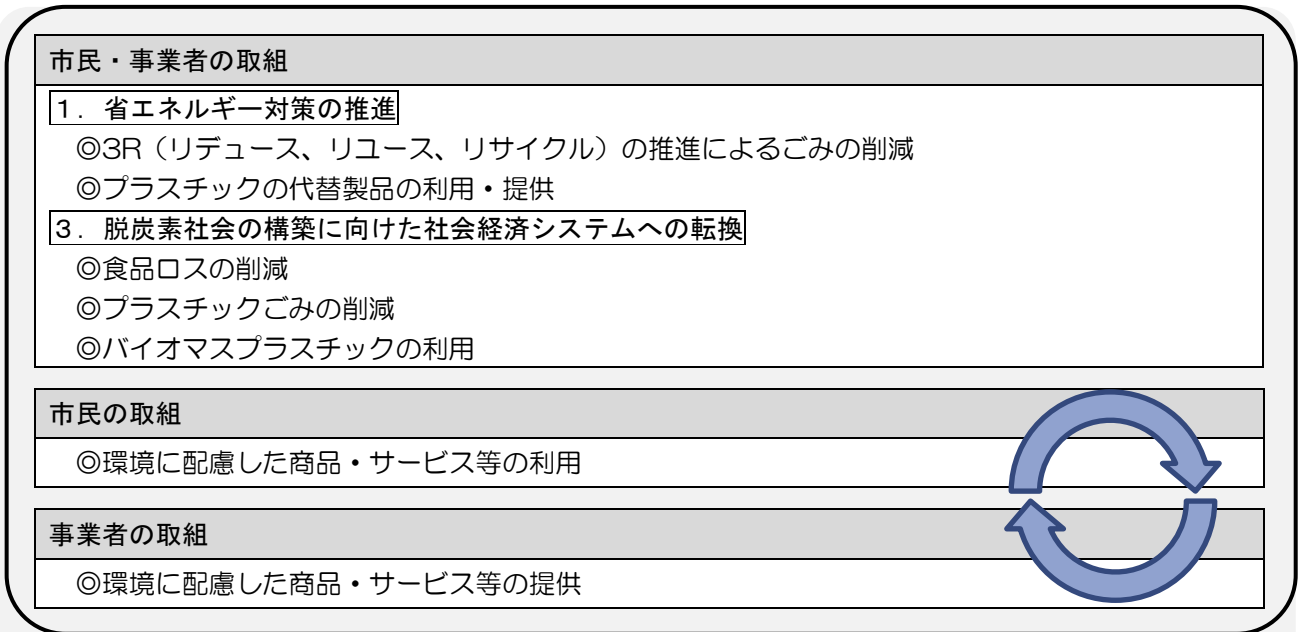 市民・事業者の取組
１．省エネルギー対策の推進
◎3R（リデュース、リユース、リサイクル）の推進によるごみの削減
◎プラスチックの代替製品の利用・提供
３．脱炭素社会の構築に向けた社会経済システムへの転換
◎食品ロスの削減
◎プラスチックごみの削減
◎バイオマスプラスチックの利用
市民の取組
◎環境に配慮した商品・サービス等の利用
事業者の取組
◎環境に配慮した商品・サービス等の提供